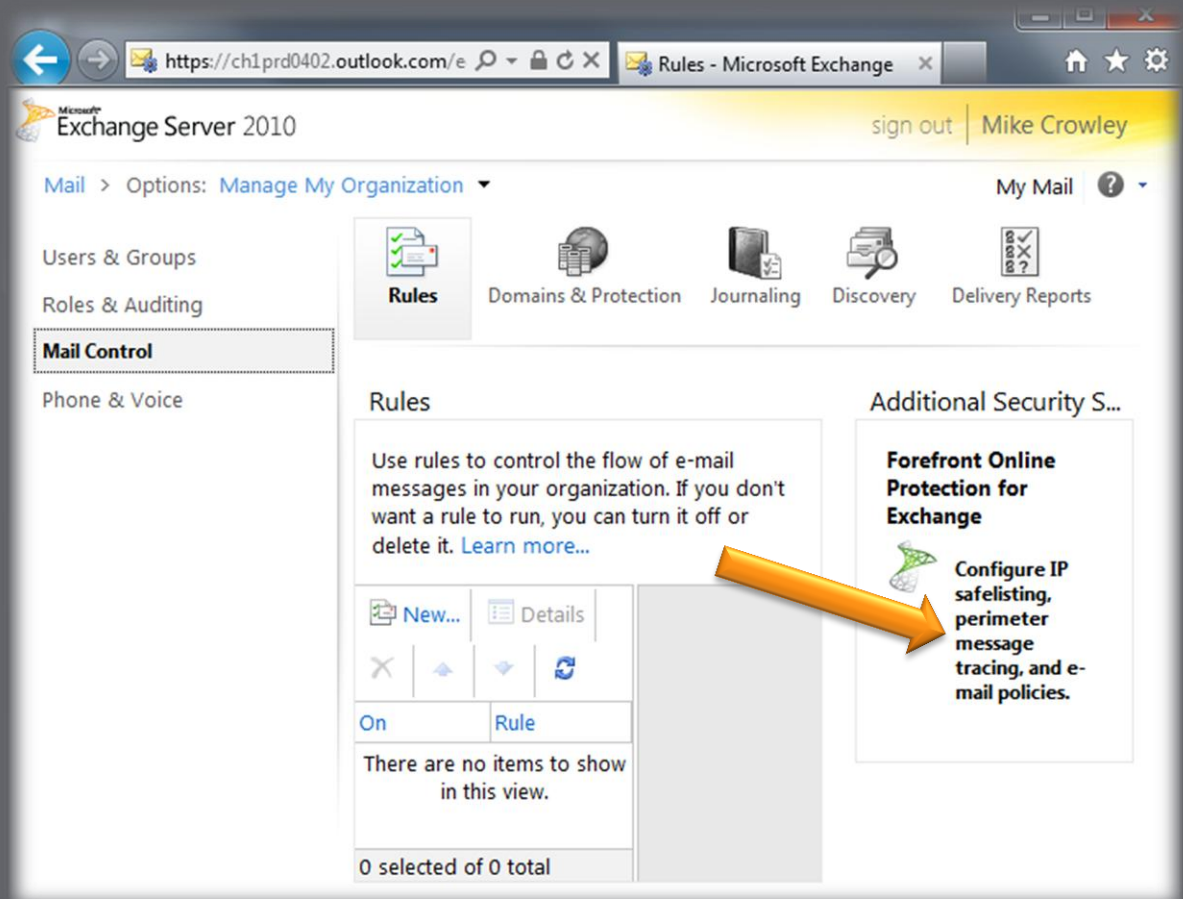 https://ch1prd0402.outlook.com/e
Rules - Microsoft Exchange
Microsoft
Exchange Server 2010
sign out
Mike Crowley
Mail > Options: Manage My Organization
My Mail
?
Users & Groups
Roles & Auditing
Mail Control
Phone & Voice
Rules
Domains & Protection
Journaling
Discovery
Delivery Reports
Rules
Use rules to control the flow of e-mail
messages in your organization. If you don't
want a rule to run, you can turn it off or
delete it. Learn more...
New...
Details
On
Rule
There are no items to show
in this view.
0 selected of 0 total
Additional Security S...
Forefront Online
Protection for
Exchange
Configure IP
safelisting,
perimeter
message
tracing, and e-
mail policies.